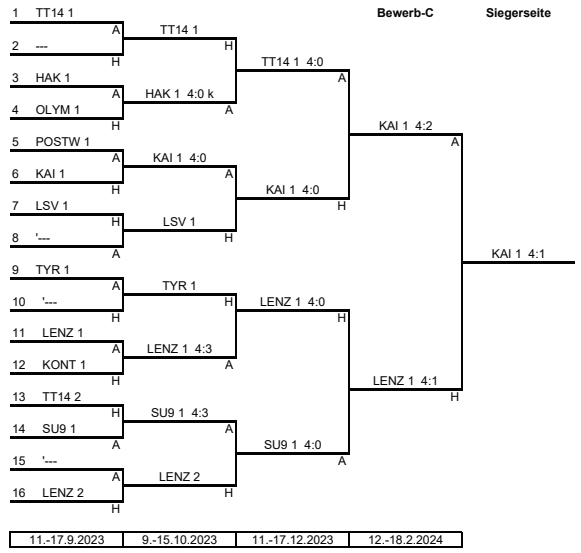 Bewerb-C Siegerseite
1 TT14 1
A
TT14 1
2 ---
H
H
TT14 1 4:0
3 HAK 1
A
A
HAK 1 4:0 k
4 OLYM 1
A
H
KAI 1 4:2
5 POSTW 1
A
A
KAI 1 4:0
6 KAI 1
A
H
KAI 1 4:0
7 LSV 1
H
H
LSV 1
8 '---
H
A
KAI 1 4:1
9 TYR 1
A
TYR 1
10 '---
H
H
LENZ 1 4:0
11 LENZ 1
H
A
LENZ 1 4:3
12 KONT 1
A
H
LENZ 1 4:1
13 TT14 2
H
H
SU9 1 4:3
14 SU9 1
A
A
SU9 1 4:0
15 '---
A
A
LENZ 2
16 LENZ 2
H
H
11.-17.9.2023 9.-15.10.2023 11.-17.12.2023 12.-18.2.2024